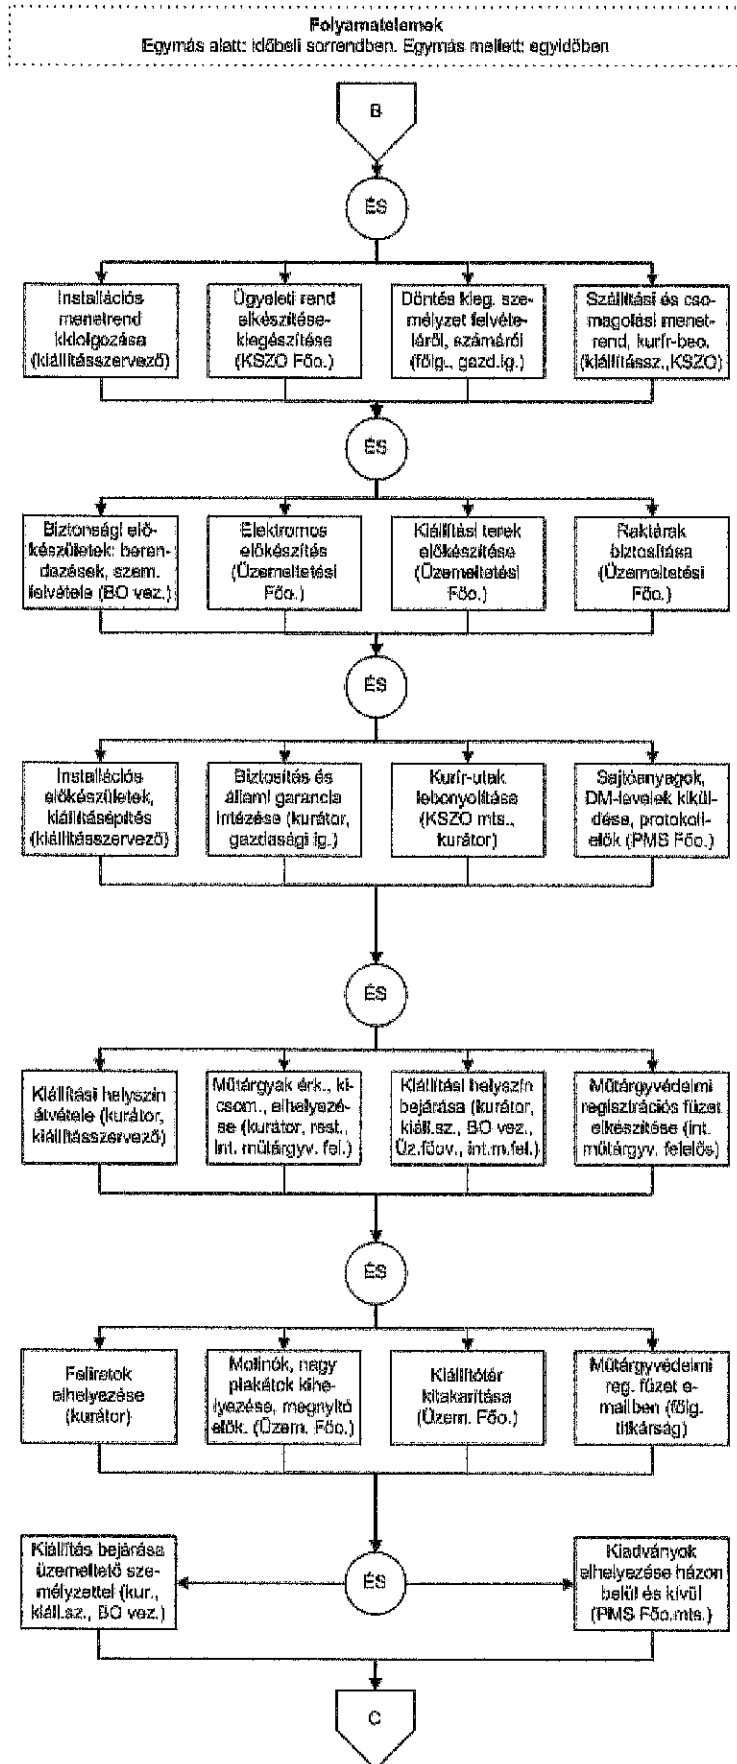 Folyamatelemek
Egymás alatt: időbeli sorrendben. Egymás mellett: egyidőben
B
ÉS
Installációs
menetrend
kidolgozása
(kiállításszervező)
Ügyeleti rend
elkészítése-
kiegészítése
(KSZO Főo.)
Döntés kieg. sze-
mélyzet felvéte-
léről, számáról
(főig., gazd.ig.)
Szállítási és cso-
magolási menet-
rend, kurír-beo.
(kiállítássz.,KSZO)
ÉS
Biztonsági elő-
készületek: beren-
dezések, szem.
felvétele (BO vez.)
Elektromos
előkészítés
(Üzemeltetési
Főo.)
Kiállítási terek
előkészítése
(Üzemeltetési
Főo.)
Raktárak
biztosítása
(Üzemeltetési
Főo.)
ÉS
Installációs
előkészületek,
kiállításépítés
(kiállításszervező)
Biztosítás és
állami garancia
intézése (kurátor,
gazdasági ig.)
Kurír-utak
lebonyolítása
(KSZO mts.,
kurátor)
Sajtóanyagok,
DM-levelek kikül-
dése, protokoll-
elők (PMS Főo.)
ÉS
Kiállítási helyszín
átvétele (kurátor,
kiállításszervező)
Műtárgyak érk., ki-
csom., elhelyezé-
se (kurátor, rest.,
int. műtárgyv. fel.)
Kiállítási helyszín
bejárása (kurátor,
kiáll.sz., BO vez.,
Üz.főov., int.m.fel.)
Műtárgyvédelmi
regisztrációs füzet
elkészítése (int.
műtárgyv. felelős)
ÉS
Feliratok
elhelyezése
(kurátor)
Molinók, nagy
plakátok kihe-
lyezése, megnyitó
elők. (Üzem. Főo.)
Kiállítótér
kitakarítása
(Üzem. Főo.)
Műtárgyvédelmi
reg. füzet e-
mailben (főig.
titkárság)
Kiállítás bejárása
üzemeltető sze-
mélyzettel (kur.,
kiáll.sz., BO vez.)
ÉS
Kiadványok
elhelyezése házon
belül és kívül
(PMS Főo.mts.)
C